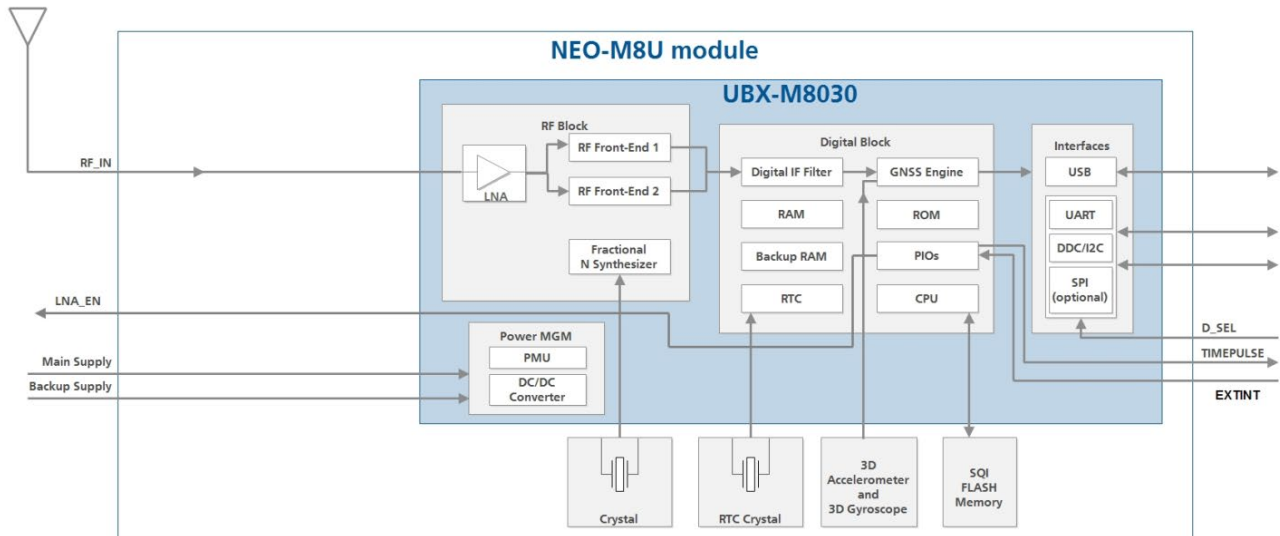 NEO-M8U module
UBX-M8030
RF Block
RF Front-End 1
RF Front-End 2
LNA
Fractional
N Synthesizer
Digital Block
Digital IF Filter
GNSS Engine
RAM
ROM
Backup RAM
PIOs
RTC
CPU
Interfaces
USB
UART
DDC/I2C
SPI
(optional)
RF_IN
LNA_EN
Main Supply
Backup Supply
Power MGM
PMU
DC/DC
Converter
D_SEL
TIMEPULSE
EXTINT
Crystal
RTC Crystal
3D
Accelerometer
and
3D Gyroscope
SQI
FLASH
Memory